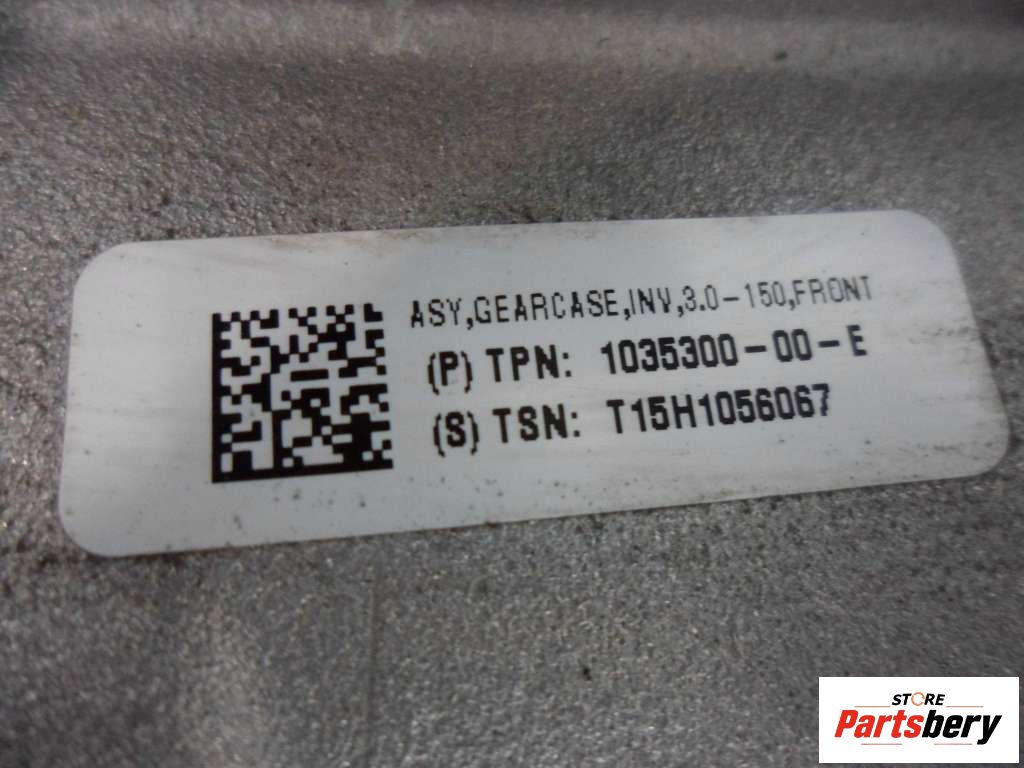 ASY,GEARCASE,INV,3.0-150,FRONT
(P) TPN: 1035300-00-E
(S) TSN: T15H1056067
STORE
Partsbery